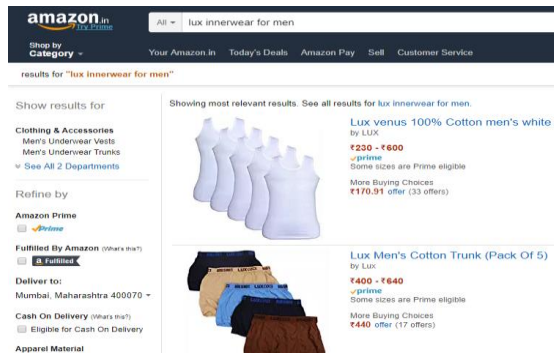 amazon.in
Try Prime
All
lux innerwear for men
Shop by
Category
Your Amazon.in Today's Deals Amazon Pay Sell Customer Service
results for "lux innerwear for men"
Show results for
Clothing & Accessories
Men's Underwear Vests
Men's Underwear Trunks
See All 2 Departments
Refine by
Amazon Prime
Prime
Fulfilled By Amazon (What's this?)
a Fulfilled
Deliver to:
Mumbai, Maharashtra 400070
Cash On Delivery (What's this?)
Eligible for Cash On Delivery
Apparel Material
Showing most relevant results. See all results for lux innerwear for men.
Lux venus 100% Cotton men's white
by LUX
₹230 - ₹600
prime
Some sizes are Prime eligible
More Buying Choices
₹170.91 offer (33 offers)
Lux Men's Cotton Trunk (Pack Of 5)
by Lux
₹400 - ₹640
prime
Some sizes are Prime eligible
More Buying Choices
₹440 offer (17 offers)